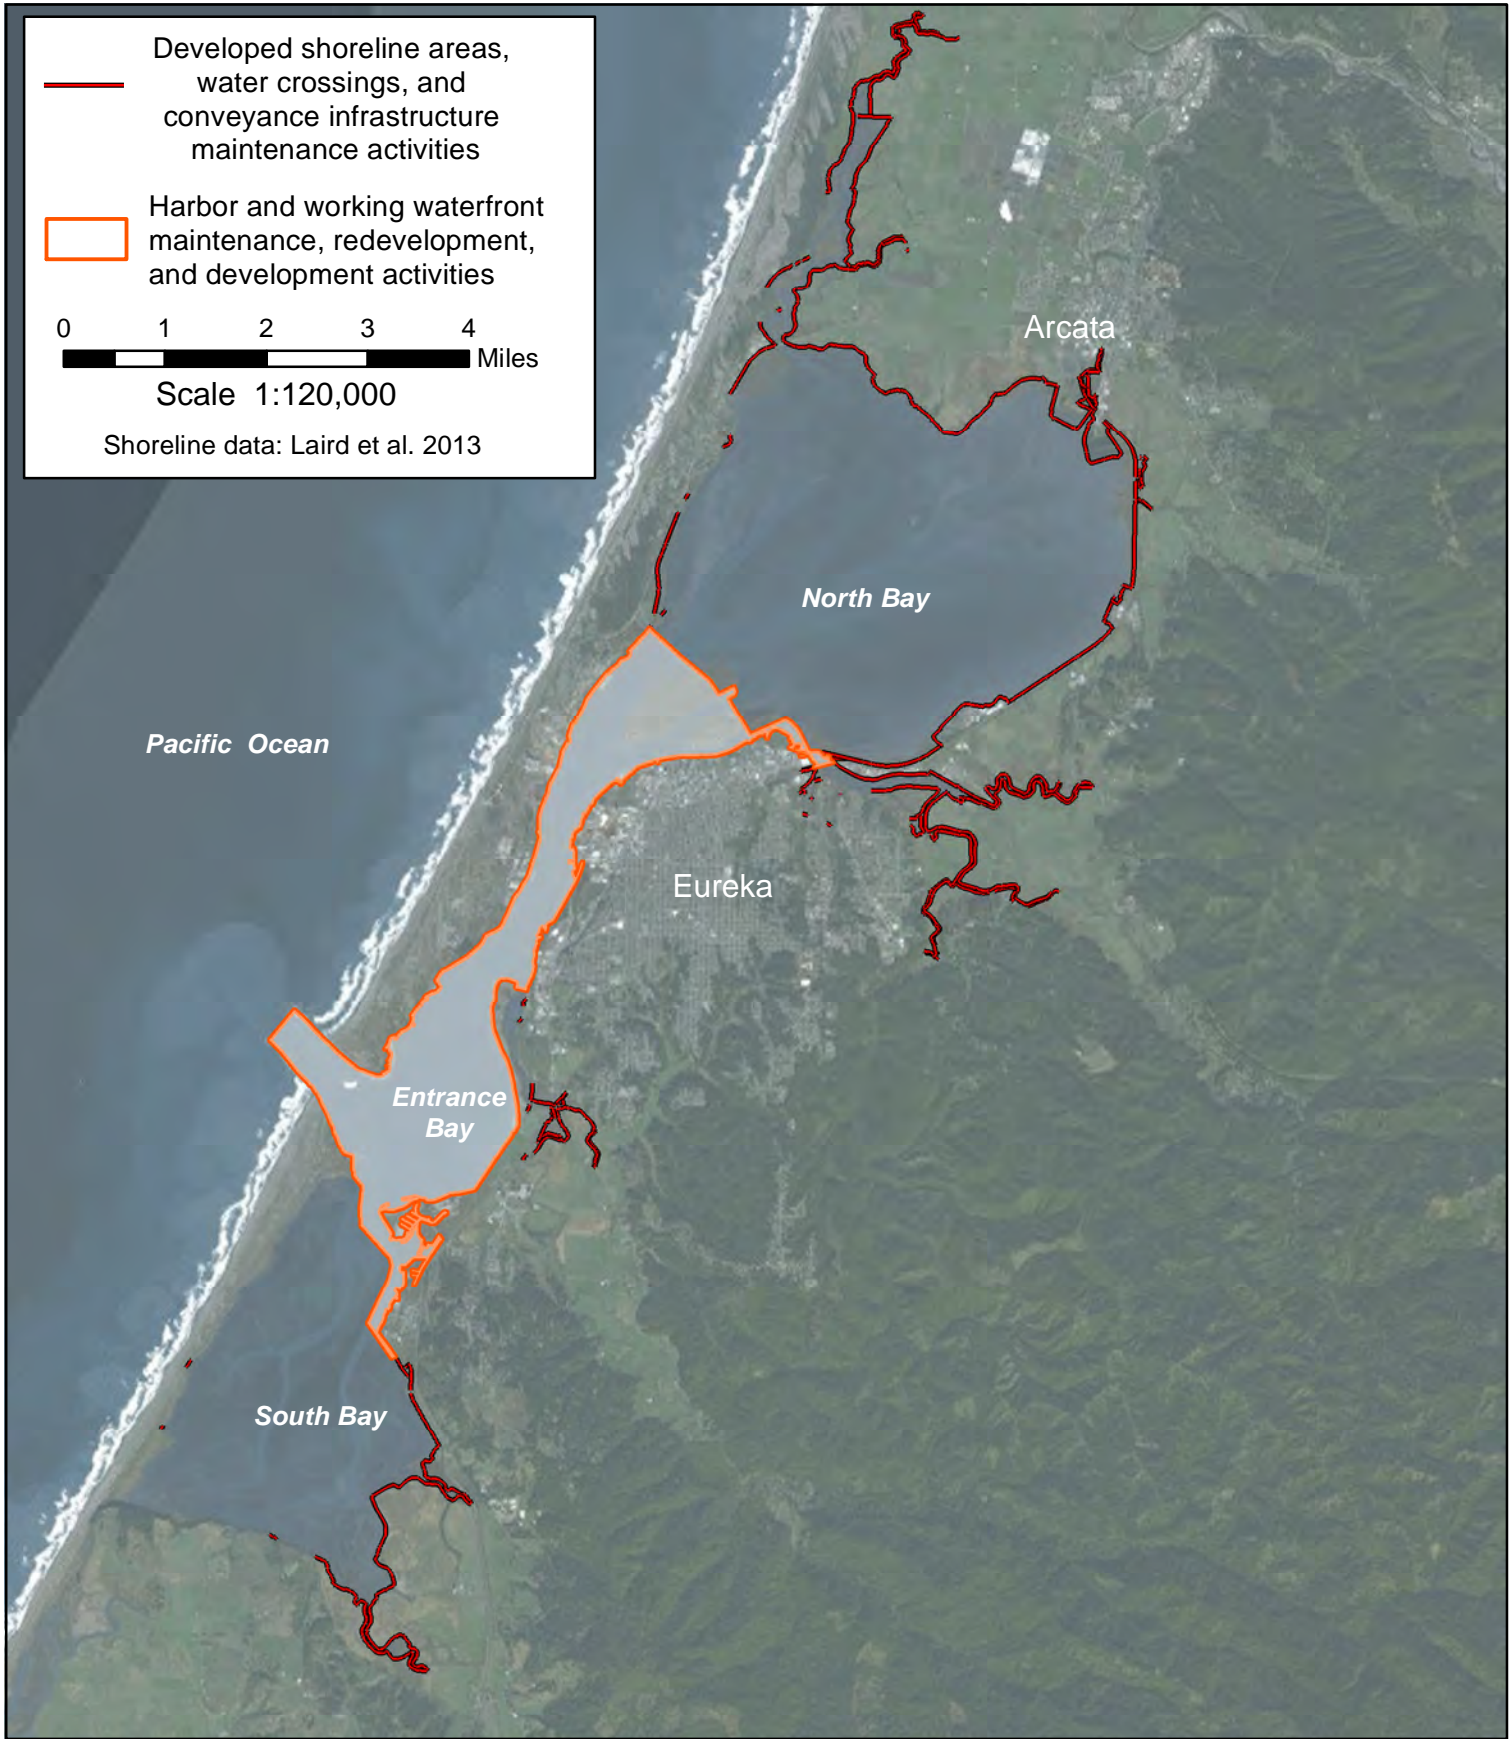 Developed shoreline areas,
water crossings, and
conveyance infrastructure
maintenance activities
Harbor and working waterfront
maintenance, redevelopment,
and development activities
0 1 2 3 4
Miles
Scale 1:120,000
Shoreline data: Laird et al. 2013
Arcata
North Bay
Pacific Ocean
Eureka
Entrance
Bay
South Bay